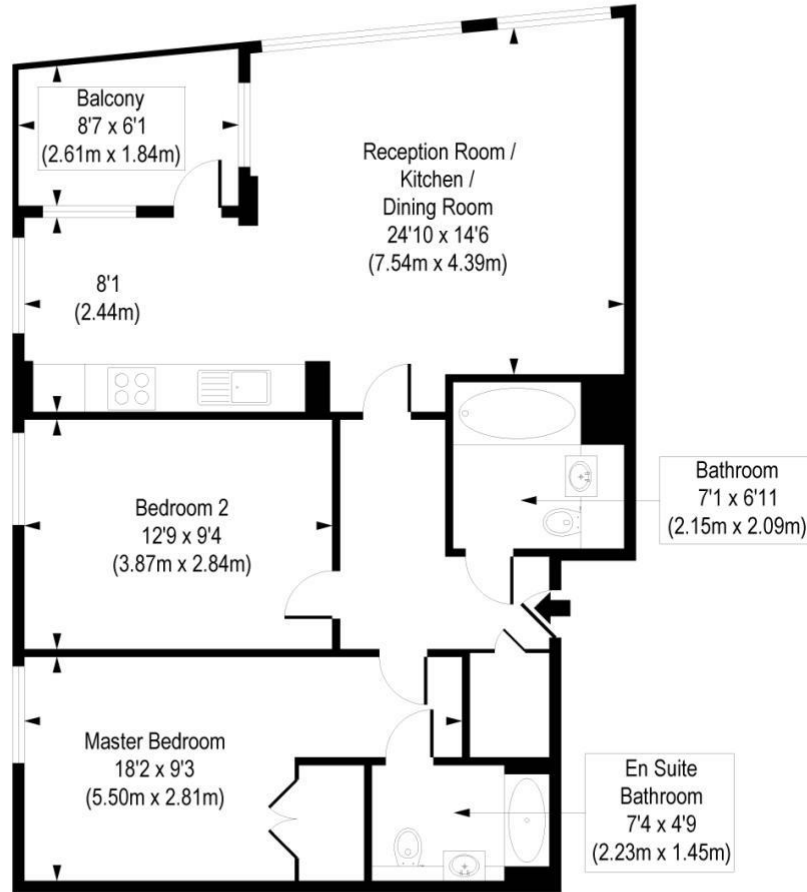 Balcony
8'7 x 6'1
(2.61m x 1.84m)
Reception Room /
Kitchen /
Dining Room
24'10 x 14'6
(7.54m x 4.39m)
8'1
(2.44m)
Bedroom 2
12'9 x 9'4
(3.87m x 2.84m)
Bathroom
7'1 x 6'11
(2.15m x 2.09m)
Master Bedroom
18'2 x 9'3
(5.50m x 2.81m)
En Suite
Bathroom
7'4 x 4'9
(2.23m x 1.45m)